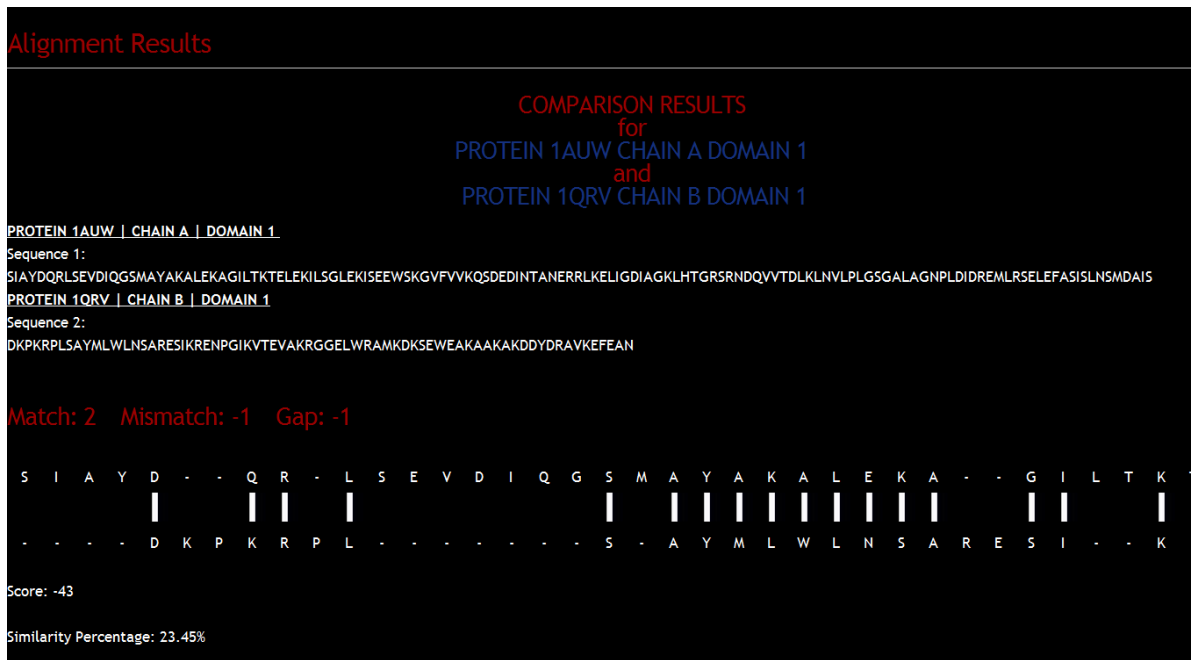 Alignment Results
COMPARISON RESULTS
for
PROTEIN 1AUW CHAIN A DOMAIN 1
and
PROTEIN 1QRV CHAIN B DOMAIN 1
PROTEIN 1AUW | CHAIN A | DOMAIN 1
Sequence 1:
SIAYDQRLSEVDIQGSMAYAKALEKAGILTKTELEKILSGLEKISEEWSKGVFVVKQSDEDINTANERRLKELIGDIAGKLHTGRSRNDQVVTDLKLNVLPLGSGALAGNPLDIDREMLRSELEFASISLNSMDAIS
PROTEIN 1QRV | CHAIN B | DOMAIN 1
Sequence 2:
DKPKRPLSAYMLWLNSARESIKRENPGIKVTEVAKRGGELWRAMKDKSEWEAKAAKAKDDYDRAVKEFEAN
Match: 2 Mismatch: -1 Gap: -1
S I A Y D - - Q R - L S E V D I Q G S M A Y A K A L E K A - - G I L T K
- - - - D K P K R P L - - - - - - - S - A Y M L W L N S A R E S I - - K
Score: -43
Similarity Percentage: 23.45%